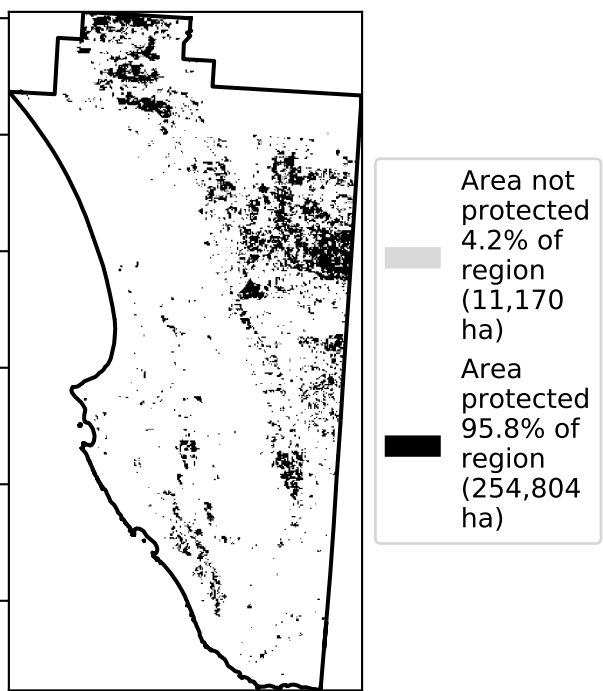 Area not
protected
4.2% of
region
(11,170
ha)
Area
protected
95.8% of
region
(254,804
ha)